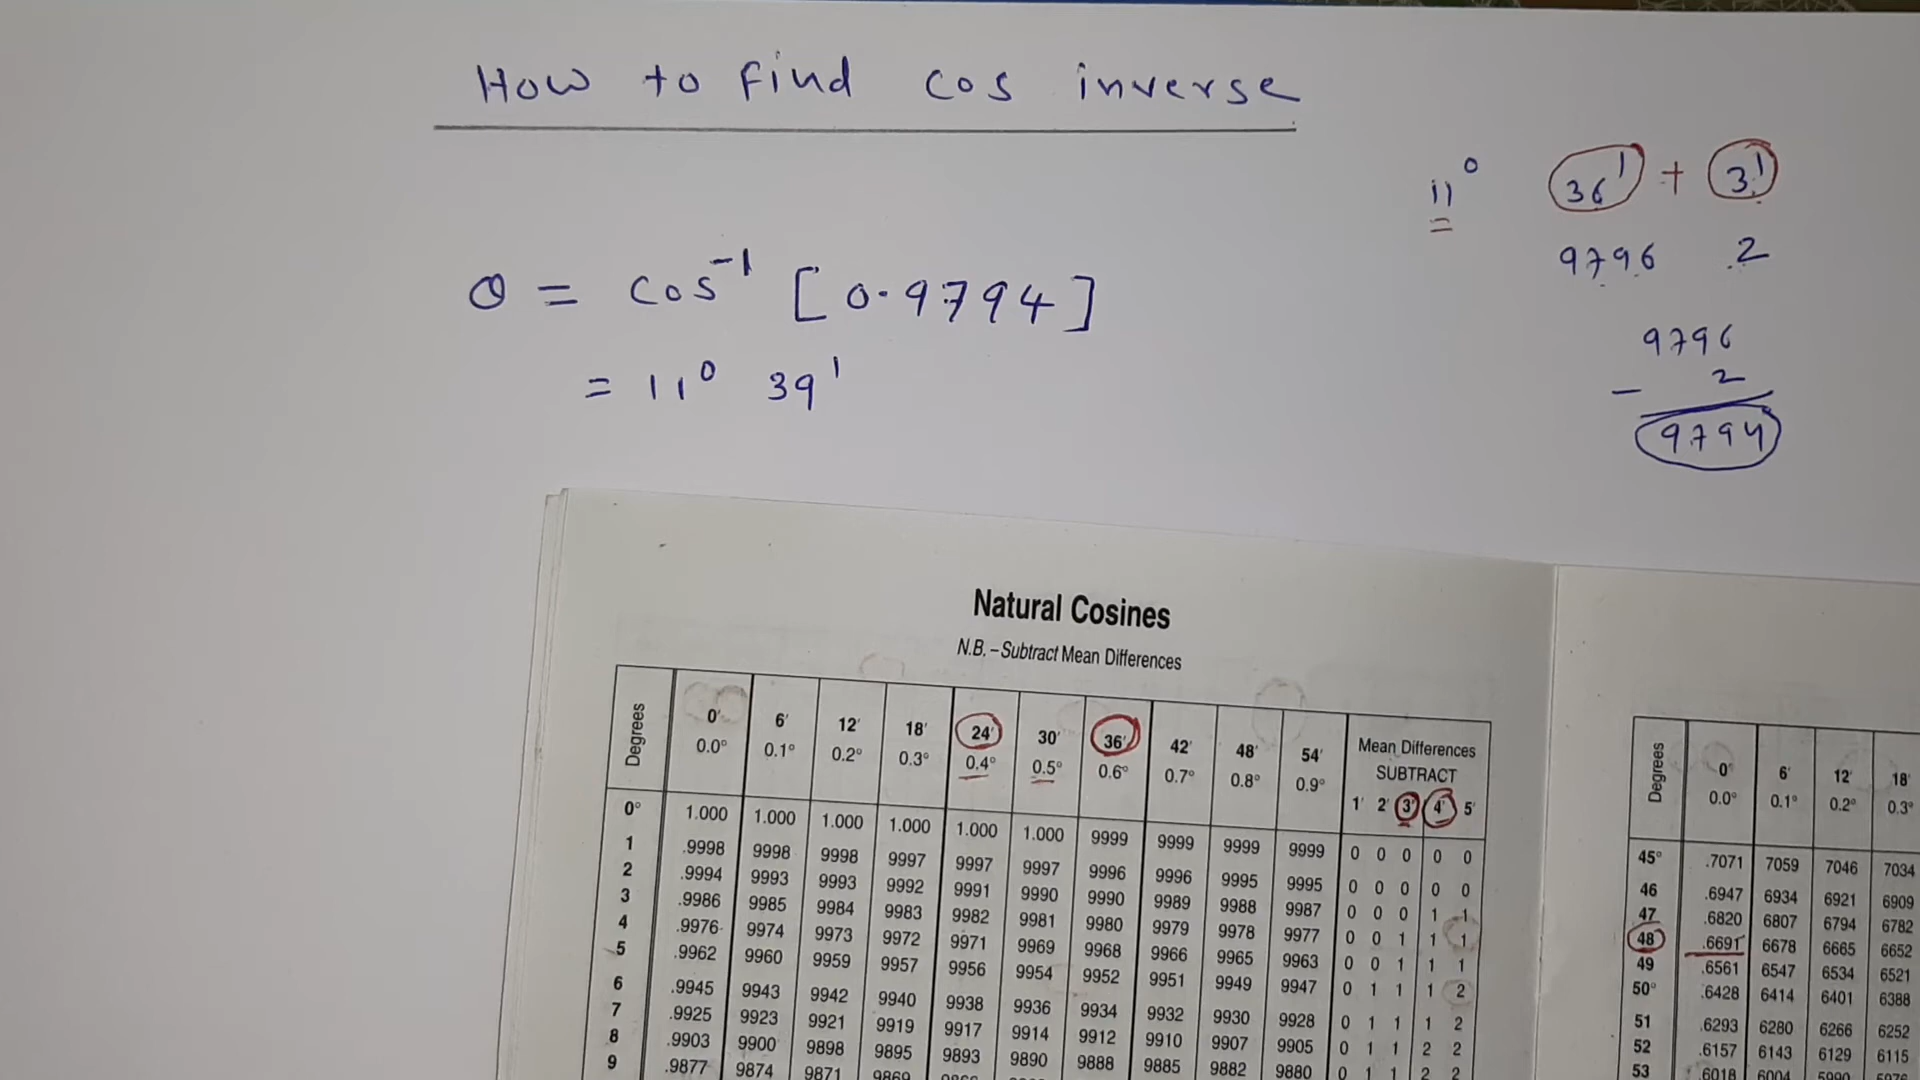 How to find cos inverse
11° 36' + 3'
9796 2
θ = cos⁻¹ [0.9794]
9796
= 11° 39'
- 2
9794
Natural Cosines
N.B. – Subtract Mean Differences
Degrees 0' 6' 12' 18' 24' 30' 36' 42' 48' 54' Mean Differences
0.0° 0.1° 0.2° 0.3° 0.4° 0.5° 0.6° 0.7° 0.8° 0.9° SUBTRACT
1' 2' 3' 4' 5'
0° 1.000 1.000 1.000 1.000 1.000 1.000 9999 9999 9999 9999 0 0 0 0 0
1 .9998 9998 9998 9997 9997 9997 9996 9996 9995 9995 0 0 0 0 0
2 .9994 9993 9993 9992 9991 9990 9990 9989 9988 9987 0 0 0 1 1
3 .9986 9985 9984 9983 9982 9981 9980 9979 9978 9977 0 0 1 1 1
4 .9976 9974 9973 9972 9971 9969 9968 9966 9965 9963 0 0 1 1 1
5 .9962 9960 9959 9957 9956 9954 9952 9951 9949 9947 0 1 1 1 2
6 .9945 9943 9942 9940 9938 9936 9934 9932 9930 9928 0 1 1 1 2
7 .9925 9923 9921 9919 9917 9914 9912 9910 9907 9905 0 1 1 2 2
8 .9903 9900 9898 9895 9893 9890 9888 9885 9882 9880 0 1 1 2 2
9 .9877 9874 9871 9869
Degrees 0' 6' 12' 18'
0.0° 0.1° 0.2° 0.3°
45° .7071 7059 7046 7034
46 .6947 6934 6921 6909
47 .6820 6807 6794 6782
48 .6691 6678 6665 6652
49 .6561 6547 6534 6521
50° .6428 6414 6401 6388
51 .6293 6280 6266 6252
52 .6157 6143 6129 6115
53 .6018 6004 5990 5976